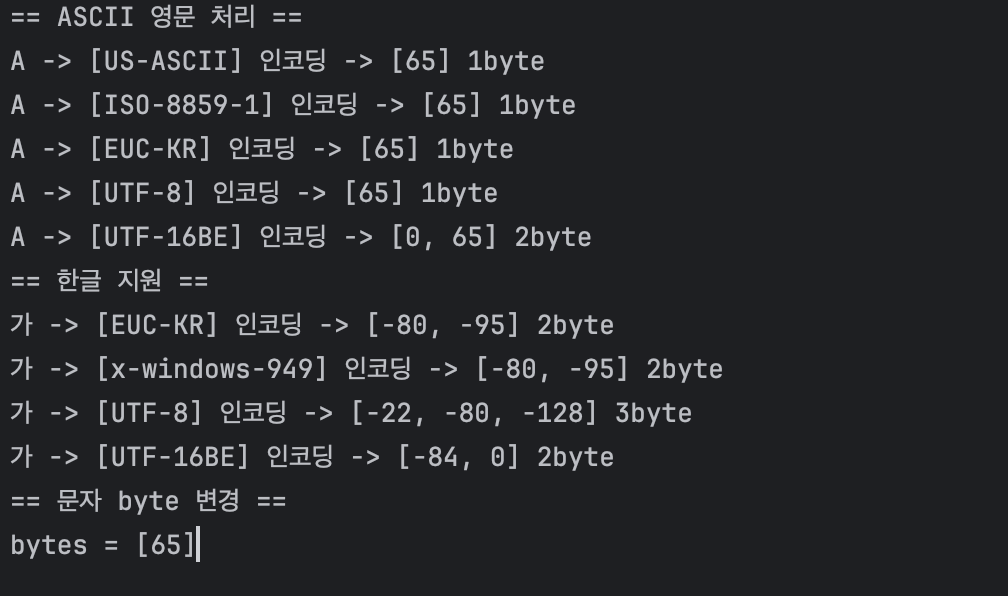 == ASCII 영문 처리 ==
A -> [US-ASCII] 인코딩 -> [65] 1byte
A -> [ISO-8859-1] 인코딩 -> [65] 1byte
A -> [EUC-KR] 인코딩 -> [65] 1byte
A -> [UTF-8] 인코딩 -> [65] 1byte
A -> [UTF-16BE] 인코딩 -> [0, 65] 2byte
== 한글 지원 ==
가 -> [EUC-KR] 인코딩 -> [-80, -95] 2byte
가 -> [x-windows-949] 인코딩 -> [-80, -95] 2byte
가 -> [UTF-8] 인코딩 -> [-22, -80, -128] 3byte
가 -> [UTF-16BE] 인코딩 -> [-84, 0] 2byte
== 문자 byte 변경 ==
bytes = [65]